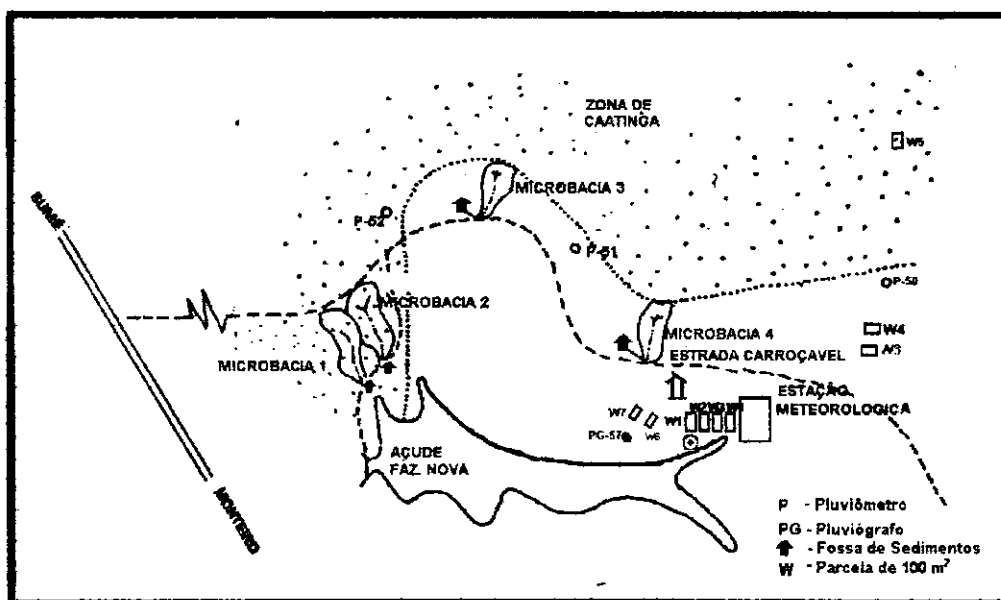 ZONA DE
CAATINGA
W5
MICROBACIA 3
SUMÉ
P-52
P-51
P-50
MICROBACIA 2
MICROBACIA 4
W4
W3
MICROBACIA 1
ESTRADA CARROÇAVEL
ESTAÇÃO
METEOROLOGICA
W7
W6
W1
PG-57
AÇUDE
FAZ. NOVA
MONTEIRO
P - Pluviômetro
PG - Pluviógrafo
- Fossa de Sedimentos
W - Parcela de 100 m²